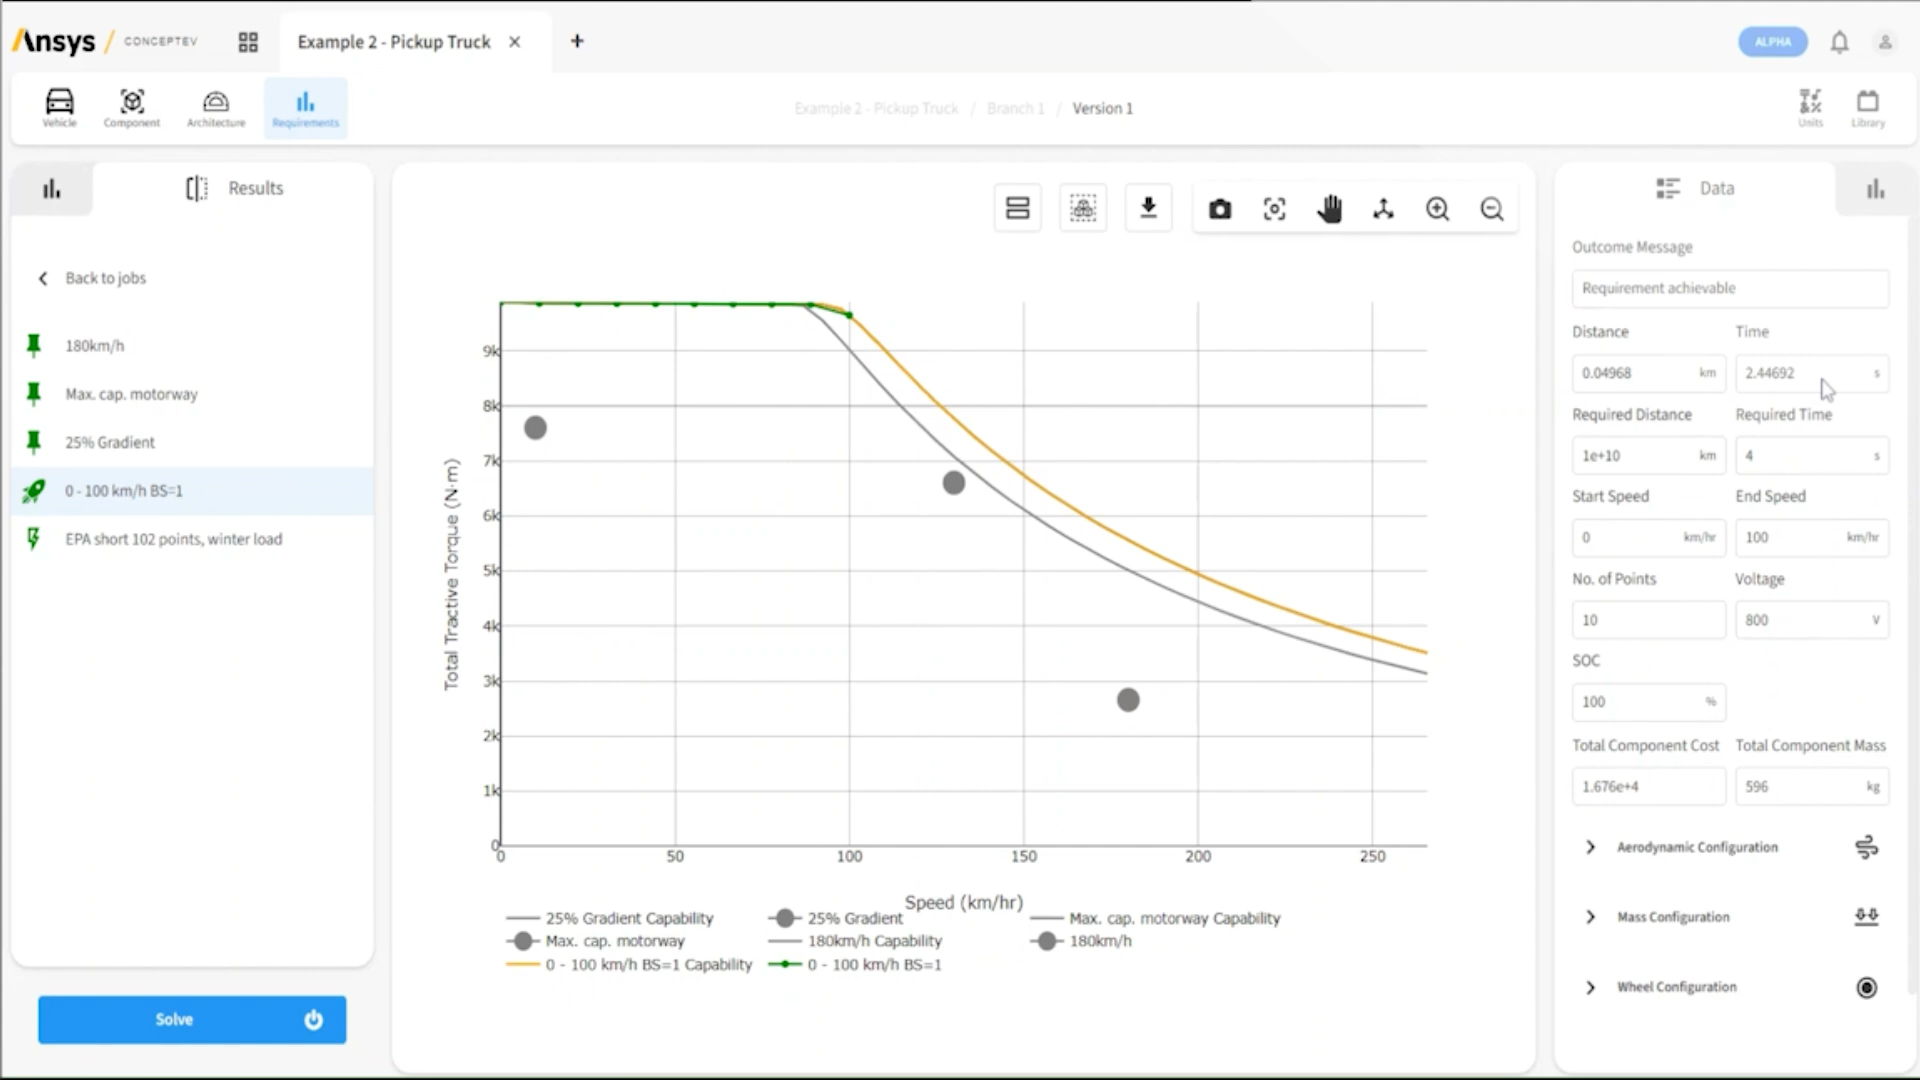 Ansys / CONCEPTEV
Example 2 - Pickup Truck
ALPHA
Vehicle
Component
Architecture
Requirements
Example 2 - Pickup Truck / Branch 1 / Version 1
Units
Library
Results
Back to jobs
180km/h
Max. cap. motorway
25% Gradient
0 - 100 km/h BS=1
EPA short 102 points, winter load
Solve
Total Tractive Torque (N·m)
9k
8k
7k
6k
5k
4k
3k
2k
1k
0
0 50 100 150 200 250
Speed (km/hr)
25% Gradient Capability
25% Gradient
Max. cap. motorway Capability
Max. cap. motorway
180km/h Capability
180km/h
0 - 100 km/h BS=1 Capability
0 - 100 km/h BS=1
Data
Outcome Message
Requirement achievable
Distance Time
0.04968 km 2.44692 s
Required Distance Required Time
1e+10 km 4 s
Start Speed End Speed
0 km/hr 100 km/hr
No. of Points Voltage
10 800 V
SOC
100 %
Total Component Cost Total Component Mass
1.676e+4 596 kg
Aerodynamic Configuration
Mass Configuration
Wheel Configuration